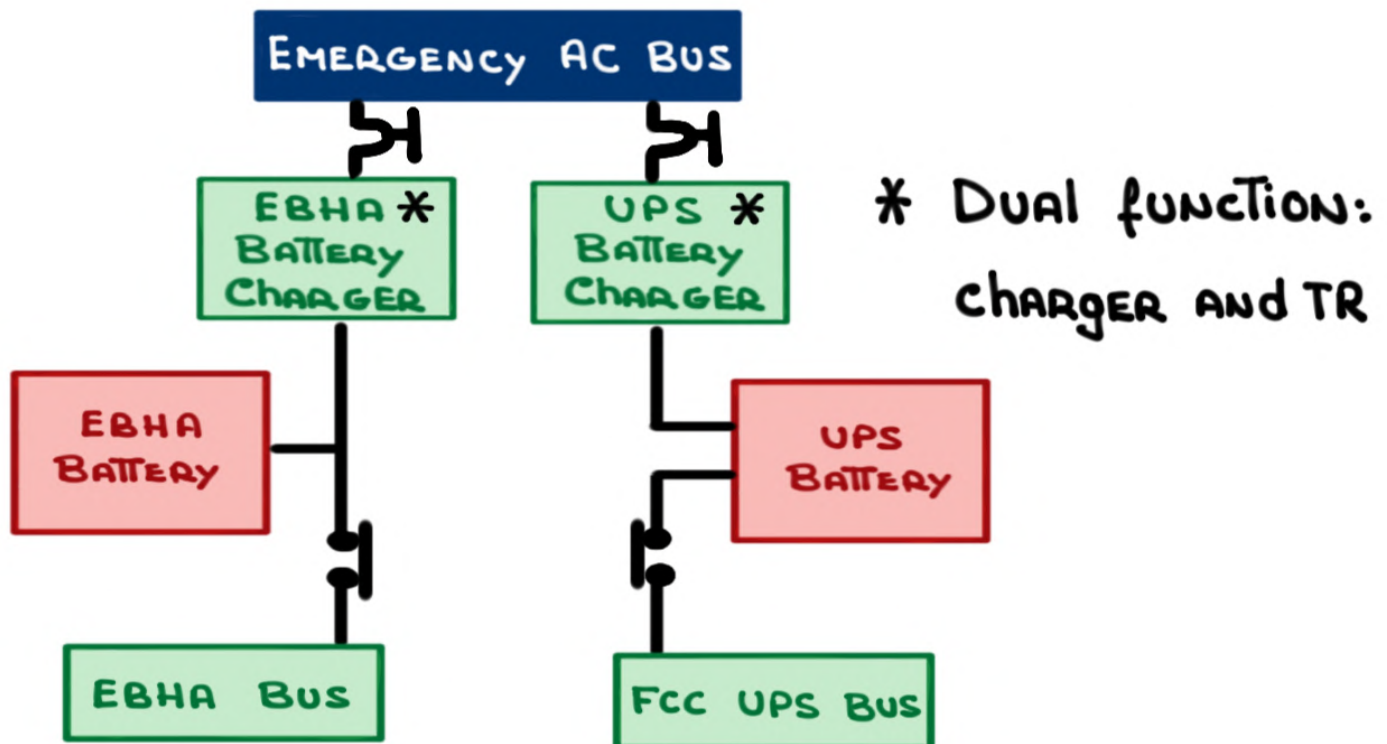 EMERGENCY AC BUS
EBHA *
BATTERY
CHARGER
UPS *
BATTERY
CHARGER
* DUAL fUNCTION:
chARgER ANd TR
EBHA
BATTERY
UPS
BATTERY
EBHA BUS
FCC UPS BUS